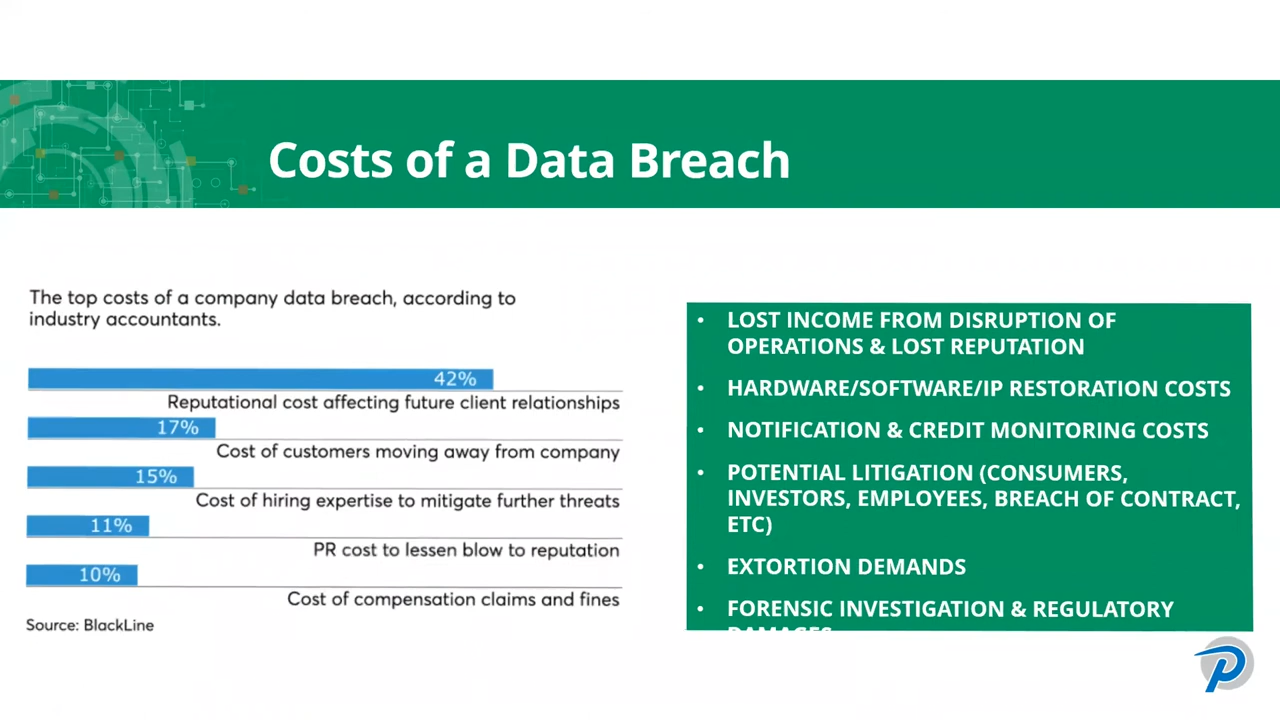 Costs of a Data Breach
The top costs of a company data breach, according to
industry accountants.
42%
Reputational cost affecting future client relationships
17%
Cost of customers moving away from company
15%
Cost of hiring expertise to mitigate further threats
11%
PR cost to lessen blow to reputation
10%
Cost of compensation claims and fines
Source: BlackLine
• LOST INCOME FROM DISRUPTION OF
OPERATIONS & LOST REPUTATION
• HARDWARE/SOFTWARE/IP RESTORATION COSTS
• NOTIFICATION & CREDIT MONITORING COSTS
• POTENTIAL LITIGATION (CONSUMERS,
INVESTORS, EMPLOYEES, BREACH OF CONTRACT,
ETC)
• EXTORTION DEMANDS
• FORENSIC INVESTIGATION & REGULATORY
DAMAGES
P